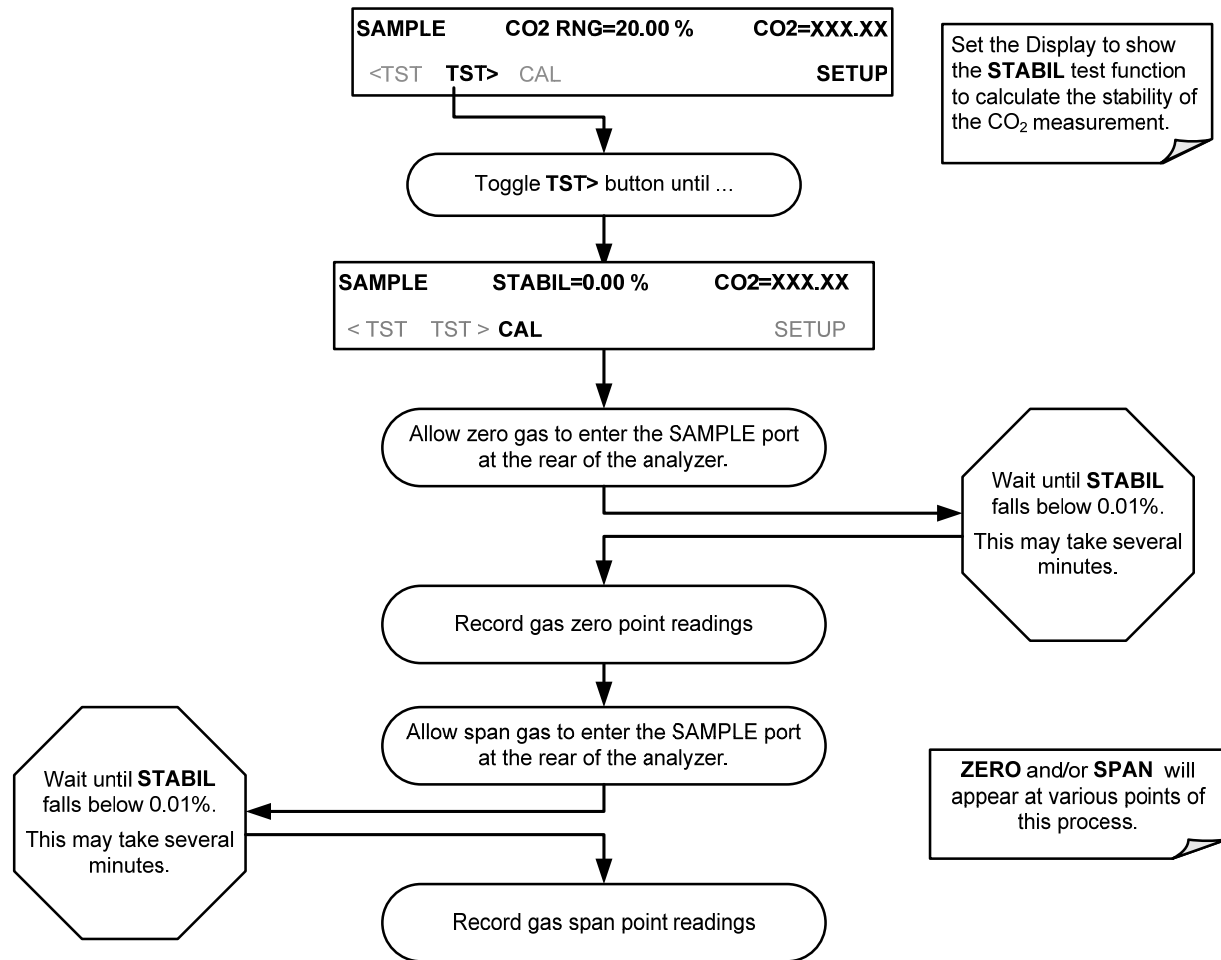 SAMPLE CO2 RNG=20.00 % CO2=XXX.XX
<TST TST> CAL SETUP
Set the Display to show
the STABIL test function
to calculate the stability of
the CO₂ measurement.
Toggle TST> button until ...
SAMPLE STABIL=0.00 % CO2=XXX.XX
< TST TST > CAL SETUP
Allow zero gas to enter the SAMPLE port
at the rear of the analyzer.
Wait until STABIL
falls below 0.01%.
This may take several
minutes.
Record gas zero point readings
Allow span gas to enter the SAMPLE port
at the rear of the analyzer.
Wait until STABIL
falls below 0.01%.
This may take several
minutes.
ZERO and/or SPAN will
appear at various points of
this process.
Record gas span point readings